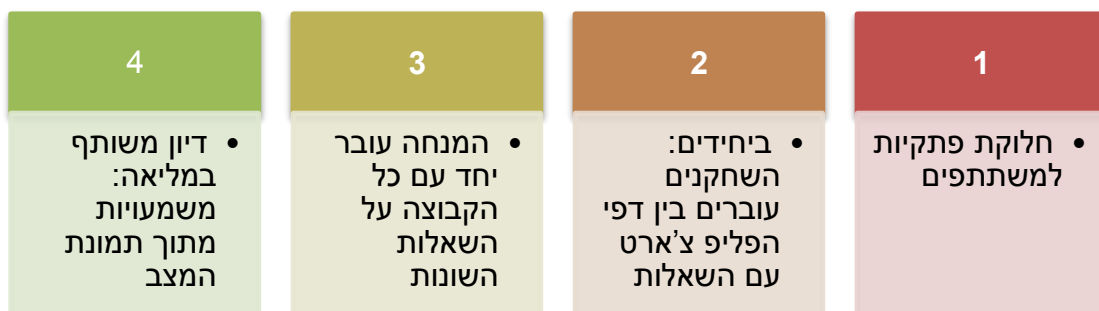 1
• חלוקת פתקיות
למשתתפים
2
• ביחידים:
השחקנים
עוברים בין דפי
הפליפ צ'ארט
עם השאלות
3
• המנחה עובר
יחד עם כל
הקבוצה על
השאלות
השונות
4
• דיון משותף
במליאה:
משמעויות
מתוך תמונת
המצב